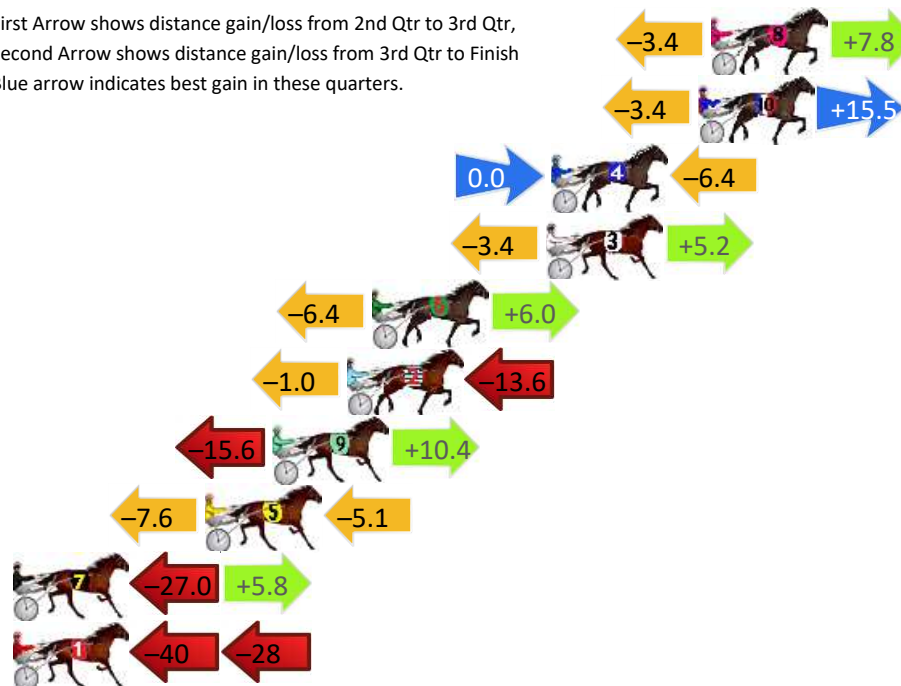 irst Arrow shows distance gain/loss from 2nd Qtr to 3rd Qtr,
econd Arrow shows distance gain/loss from 3rd Qtr to Finish
lue arrow indicates best gain in these quarters.
–3.4 8 +7.8
–3.4 10 +15.5
0.0 4 –6.4
–3.4 3 +5.2
–6.4 6 +6.0
–1.0 –13.6
–15.6 9 +10.4
–7.6 5 –5.1
7 –27.0 +5.8
1 –40 –28